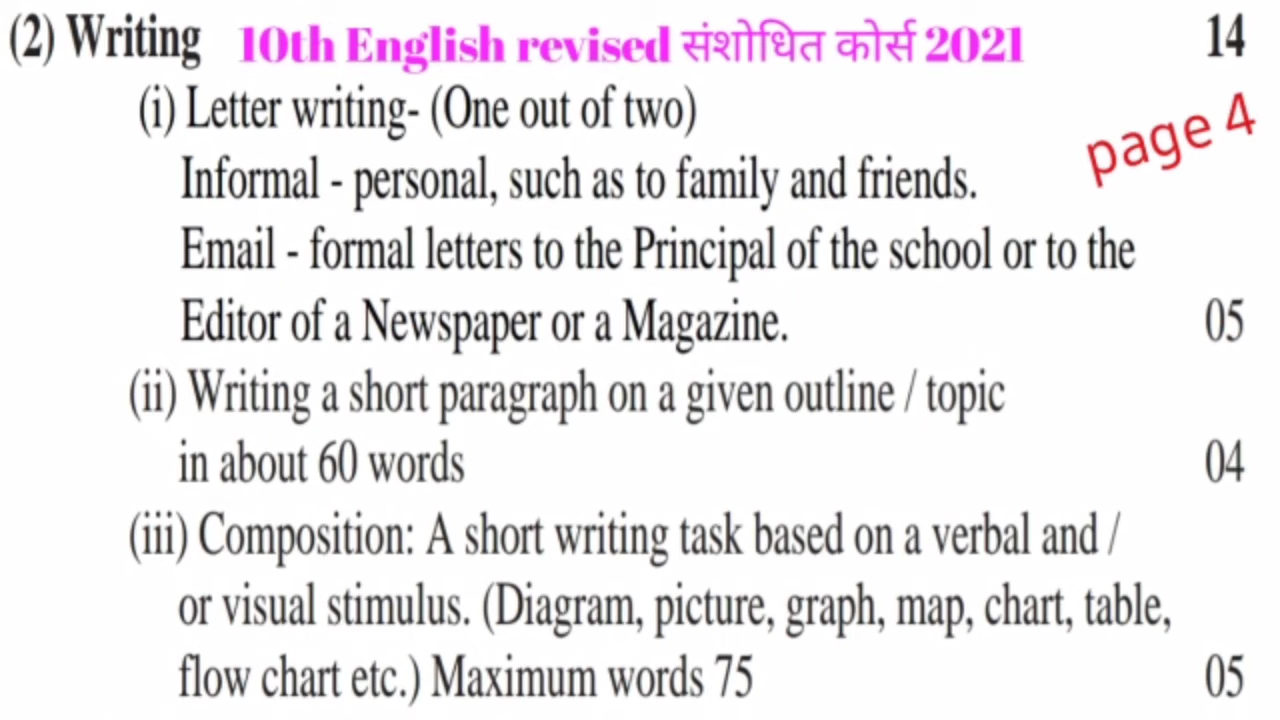 (2) Writing 10th English revised संशोधित कोर्स 2021 14
(i) Letter writing- (One out of two)
page 4
Informal - personal, such as to family and friends.
Email - formal letters to the Principal of the school or to the
Editor of a Newspaper or a Magazine. 05
(ii) Writing a short paragraph on a given outline / topic
in about 60 words 04
(iii) Composition: A short writing task based on a verbal and /
or visual stimulus. (Diagram, picture, graph, map, chart, table,
flow chart etc.) Maximum words 75 05